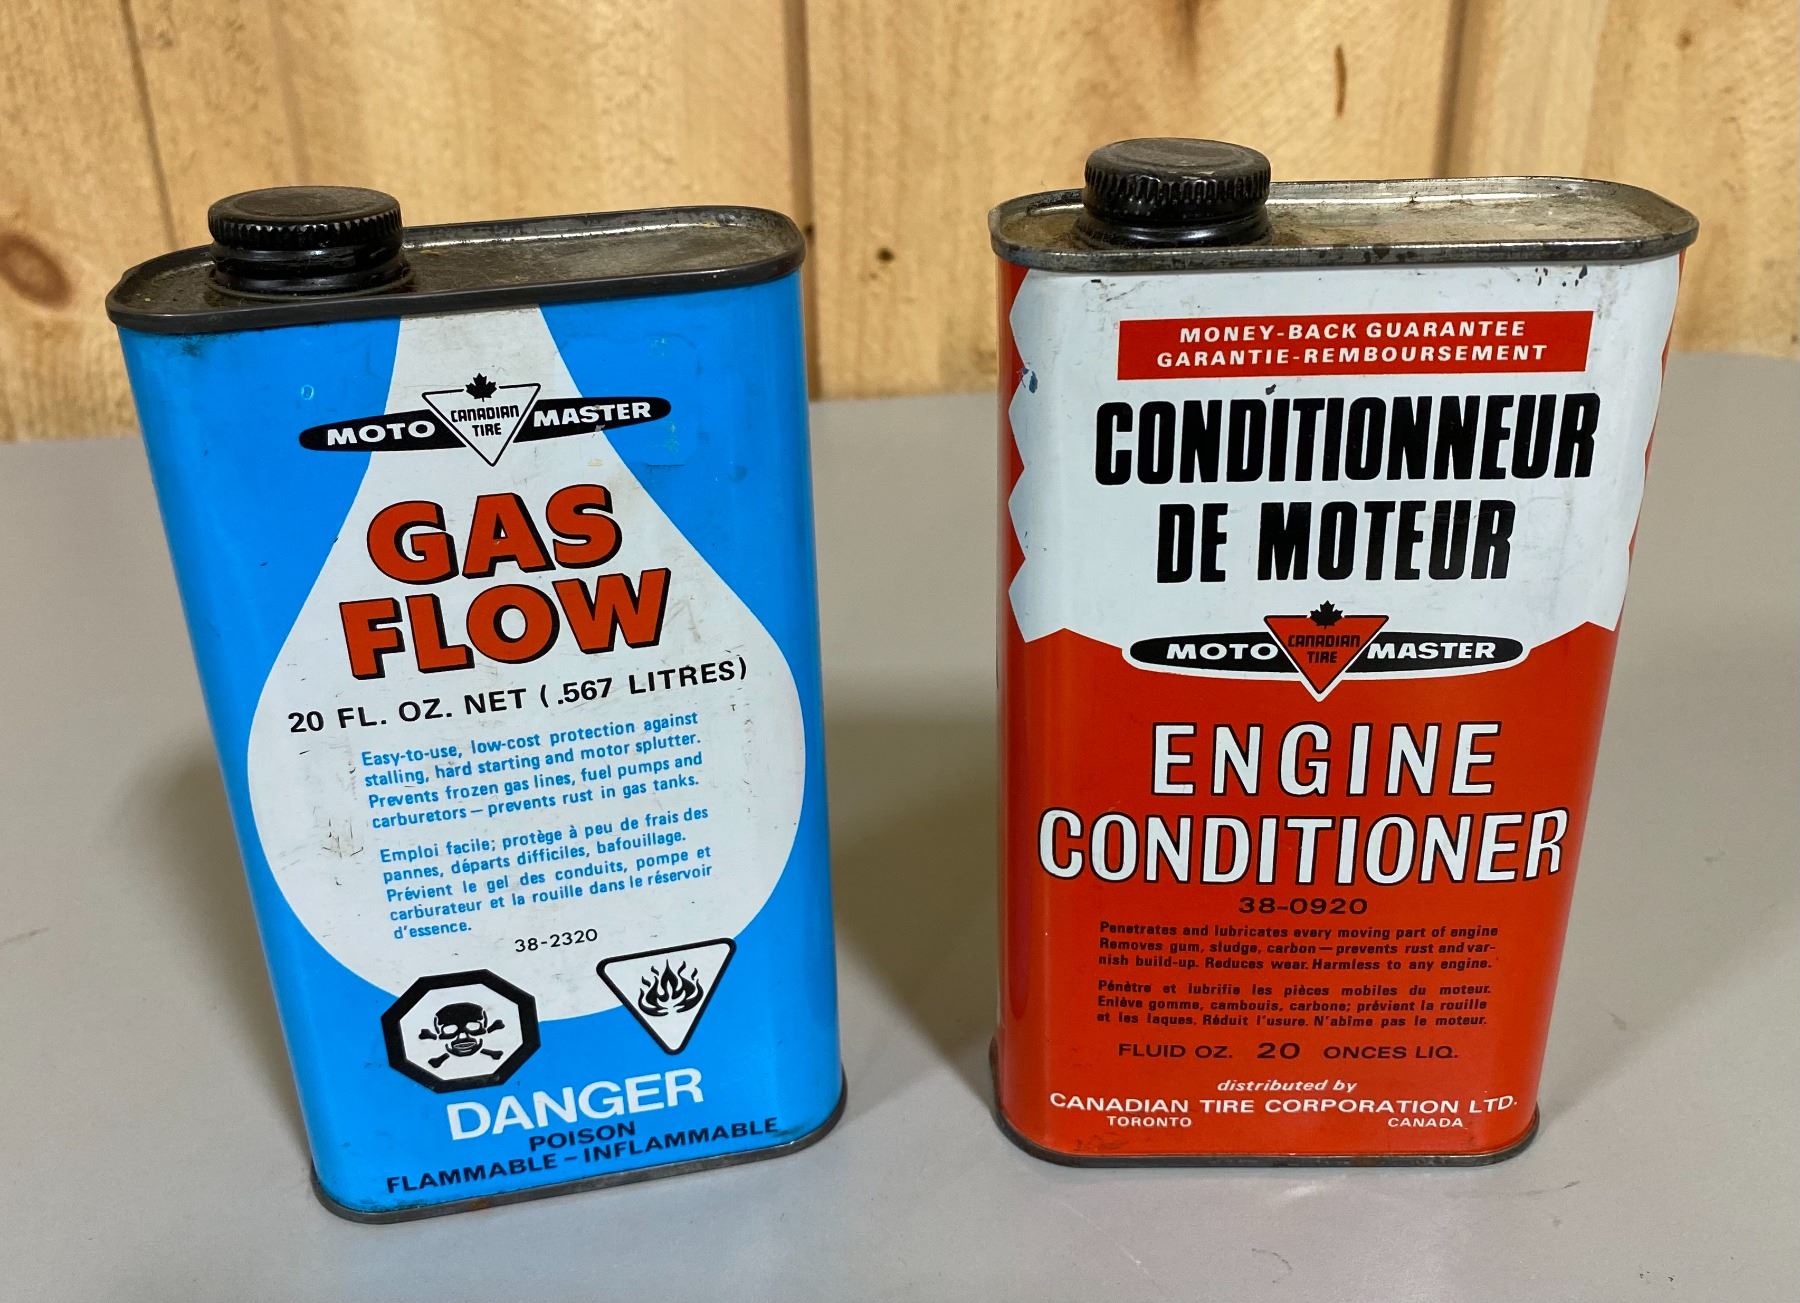 MOTO CANADIAN TIRE MASTER
GAS
FLOW
20 FL. OZ. NET (.567 LITRES)
Easy-to-use, low-cost protection against
stalling, hard starting and motor splutter.
Prevents frozen gas lines, fuel pumps and
carburetors — prevents rust in gas tanks.
Emploi facile; protège à peu de frais des
pannes, départs difficiles, bafouillage.
Prévient le gel des conduits, pompe et
carburateur et la rouille dans le réservoir
d'essence.
38-2320
DANGER
POISON
FLAMMABLE - INFLAMMABLE
MONEY-BACK GUARANTEE
GARANTIE-REMBOURSEMENT
CONDITIONNEUR
DE MOTEUR
MOTO CANADIAN TIRE MASTER
ENGINE
CONDITIONER
38-0920
Penetrates and lubricates every moving part of engine
Removes gum, sludge, carbon — prevents rust and var-
nish build-up. Reduces wear. Harmless to any engine.
Pénètre et lubrifie les pièces mobiles du moteur.
Enlève gomme, cambouis, carbone; prévient la rouille
et les laques. Réduit l'usure. N'abîme pas le moteur.
FLUID OZ. 20 ONCES LIQ.
distributed by
CANADIAN TIRE CORPORATION LTD.
TORONTO CANADA